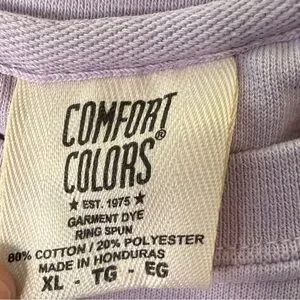 COMFORT
COLORS®
★ EST. 1975 ★
GARMENT DYE
RING SPUN
80% COTTON / 20% POLYESTER
MADE IN HONDURAS
XL - TG - EG